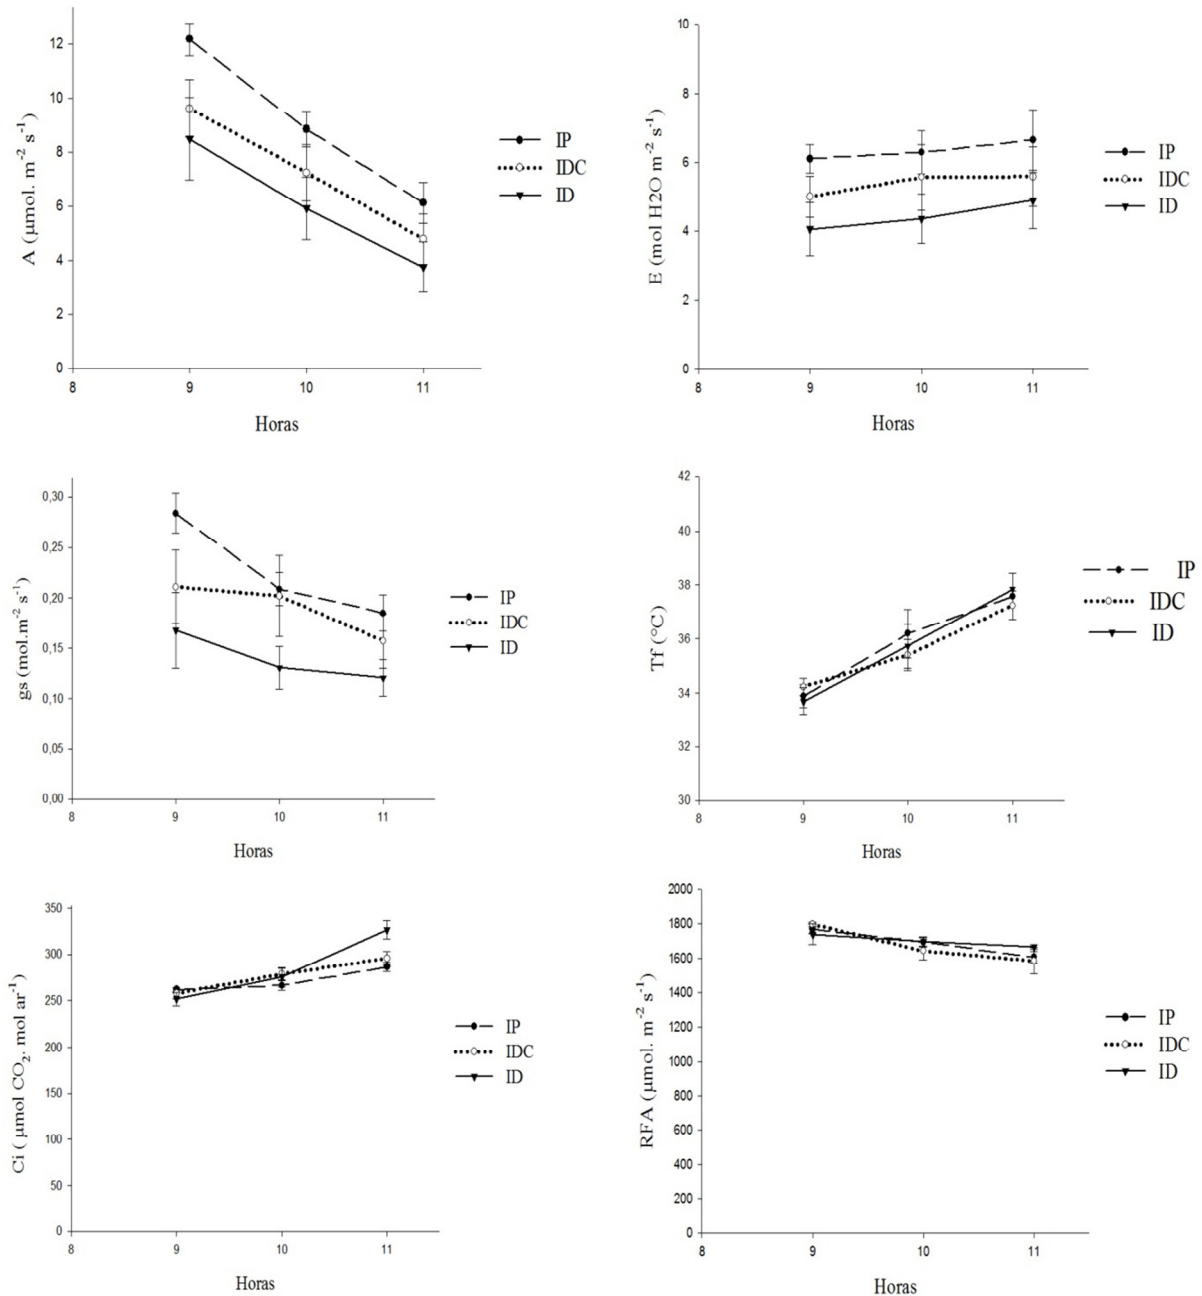 A (μmol. m⁻² s⁻¹)
12
10
8
6
4
2
0
8 9 10 11
Horas
IP
IDC
ID
E (mol H2O m⁻² s⁻¹)
10
8
6
4
2
0
8 9 10 11
Horas
IP
IDC
ID
gs (mol.m⁻² s⁻¹)
0,30
0,25
0,20
0,15
0,10
0,05
0,00
8 9 10 11
Horas
IP
IDC
ID
Tf (°C)
42
40
38
36
34
32
30
8 9 10 11
Horas
IP
IDC
ID
Ci ( μmol CO₂. mol ar⁻¹)
350
300
250
200
150
100
50
0
8 9 10 11
Horas
IP
IDC
ID
RFA (μmol. m⁻² s⁻¹)
2000
1800
1600
1400
1200
1000
800
600
400
200
0
8 9 10 11
Horas
IP
IDC
ID